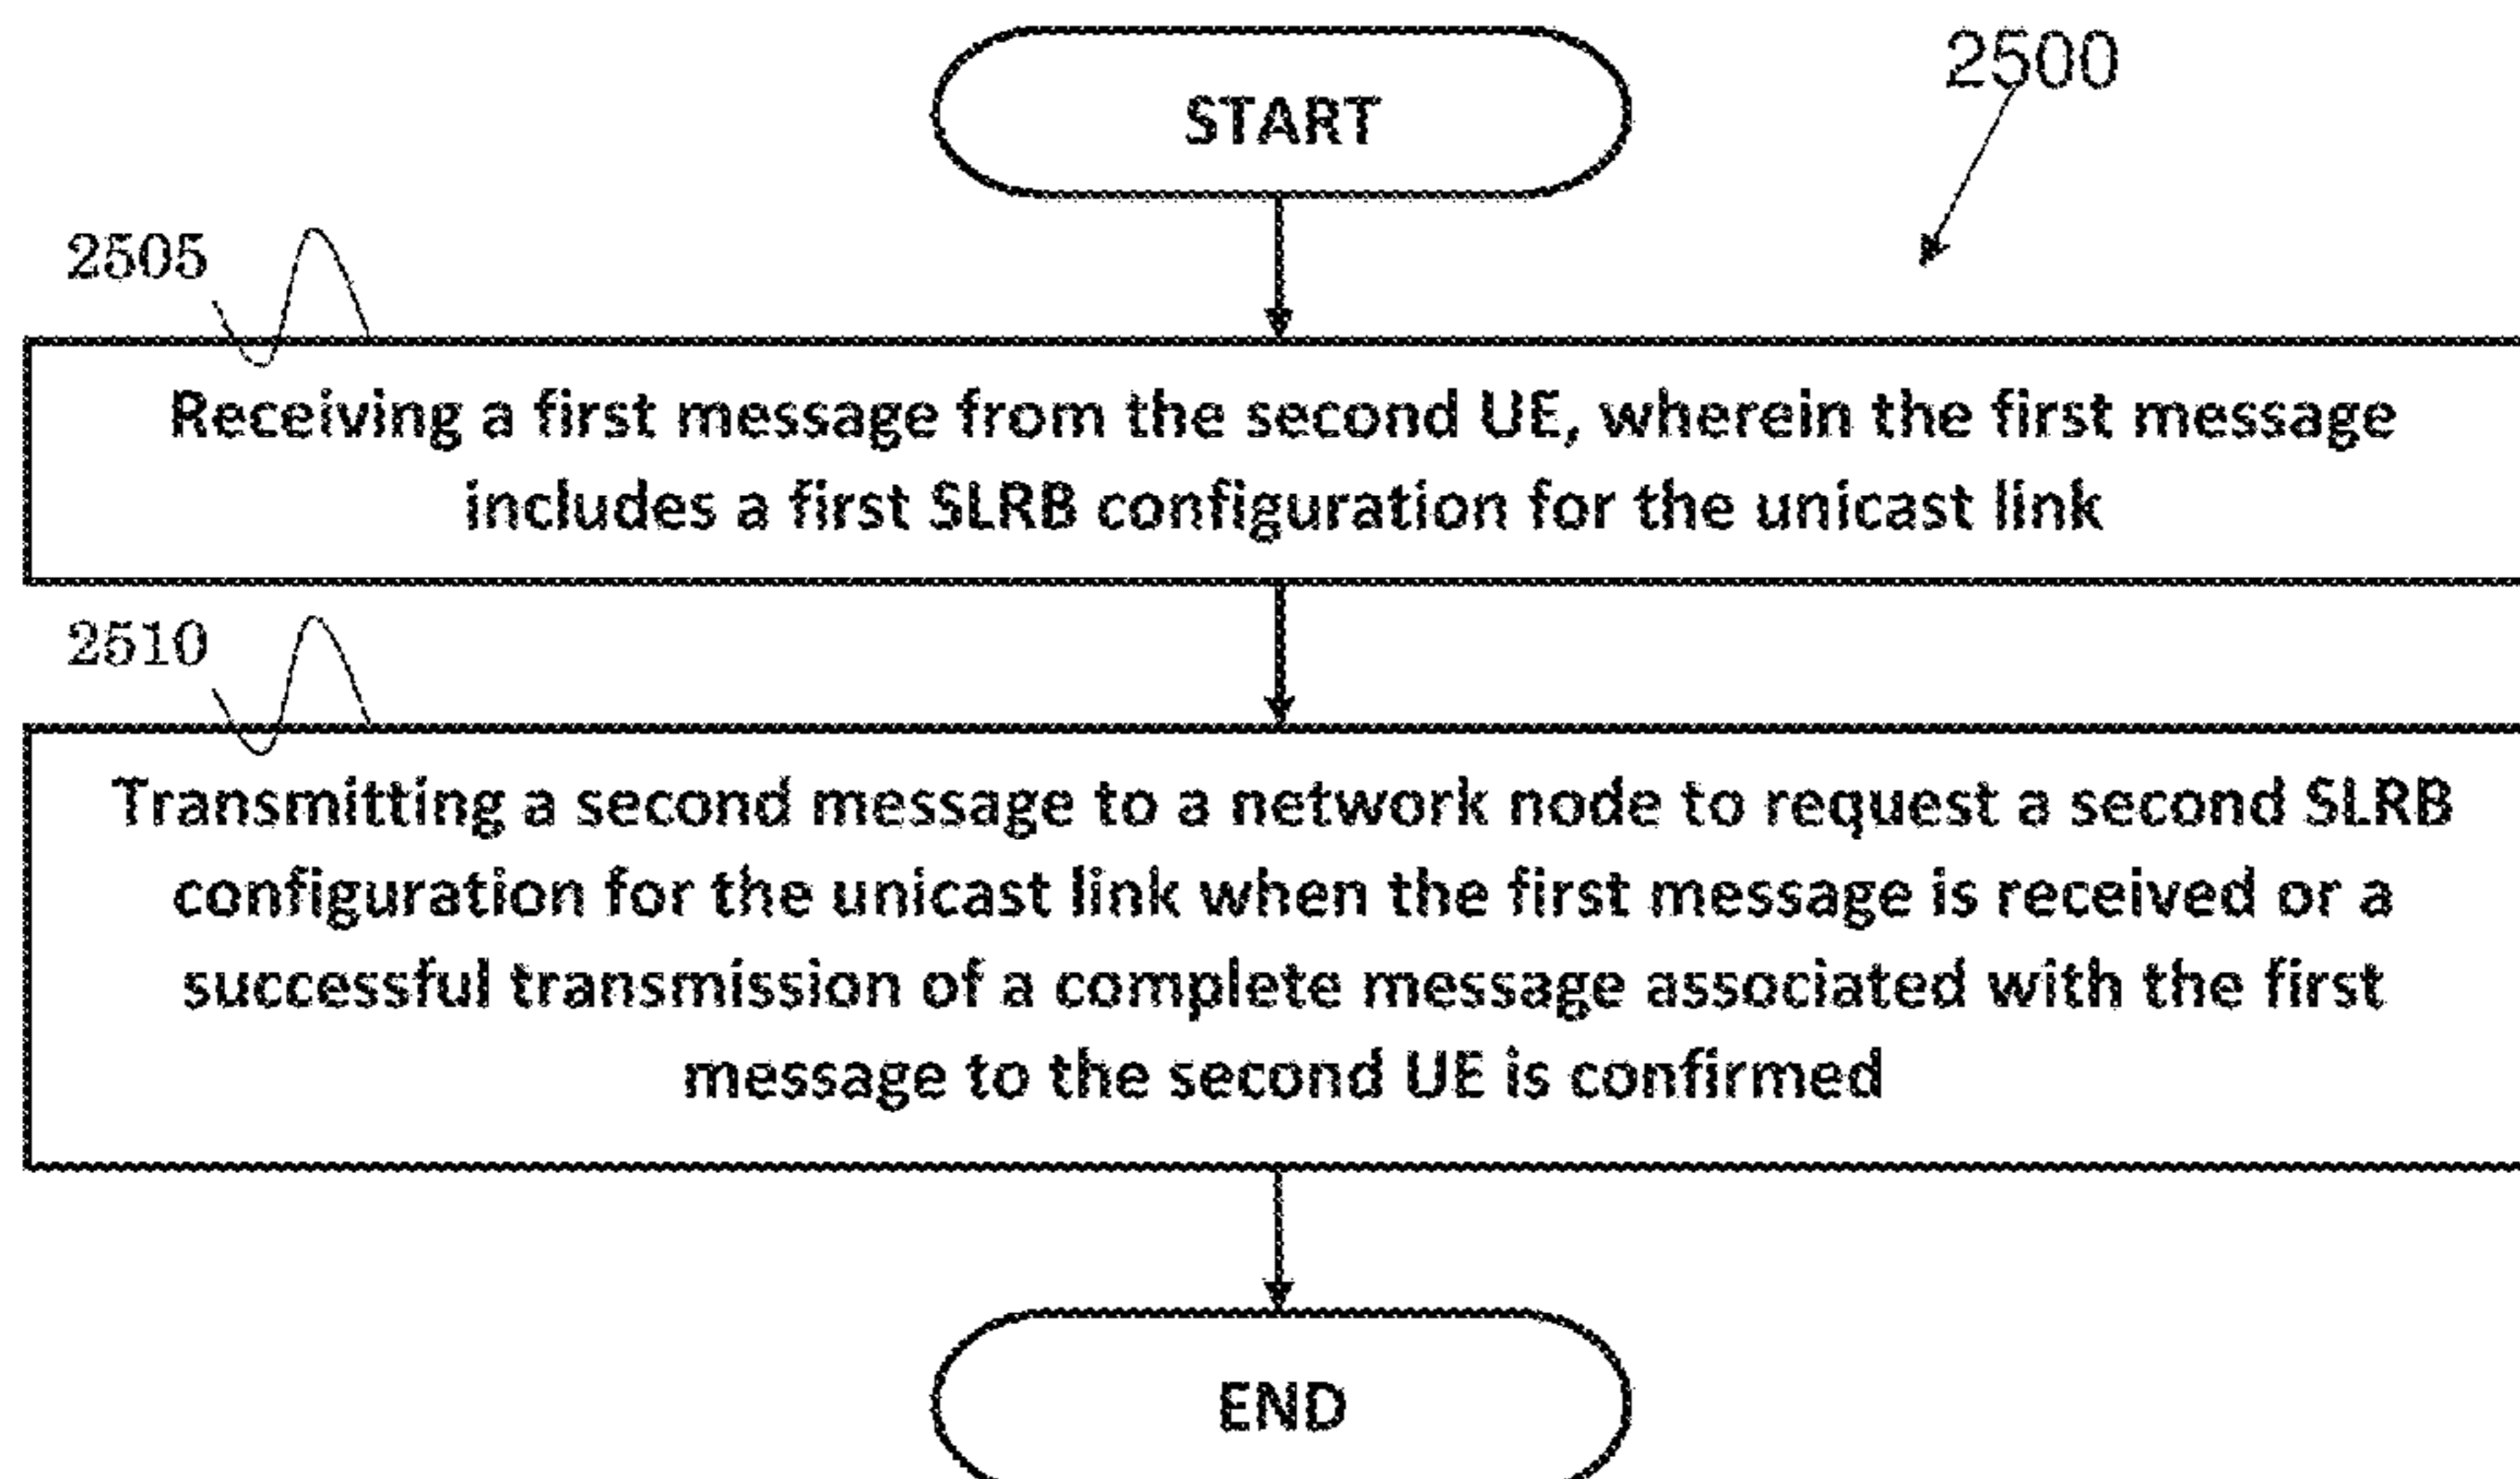 START
2500
2505
Receiving a first message from the second UE, wherein the first message
includes a first SLRB configuration for the unicast link
2510
Transmitting a second message to a network node to request a second SLRB
configuration for the unicast link when the first message is received or a
successful transmission of a complete message associated with the first
message to the second UE is confirmed
END